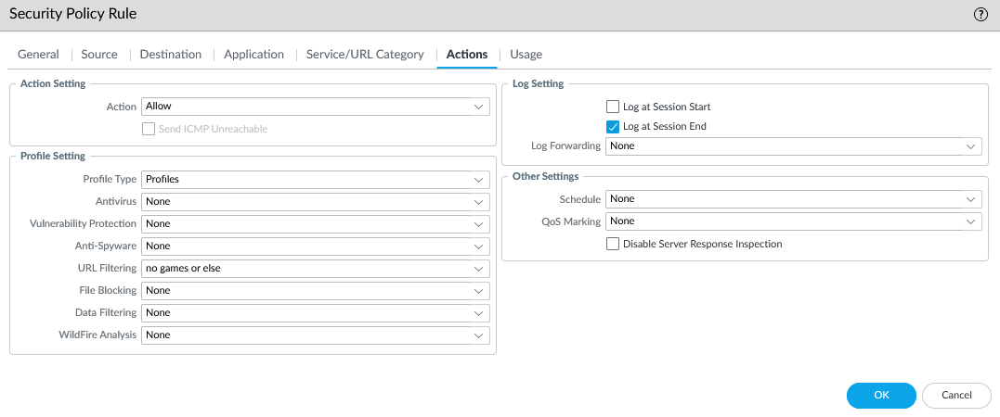 Security Policy Rule
?
General
Source
Destination
Application
Service/URL Category
Actions
Usage
Action Setting
Action Allow
Send ICMP Unreachable
Profile Setting
Profile Type Profiles
Antivirus None
Vulnerability Protection None
Anti-Spyware None
URL Filtering no games or else
File Blocking None
Data Filtering None
WildFire Analysis None
Log Setting
Log at Session Start
Log at Session End
Log Forwarding None
Other Settings
Schedule None
QoS Marking None
Disable Server Response Inspection
OK
Cancel